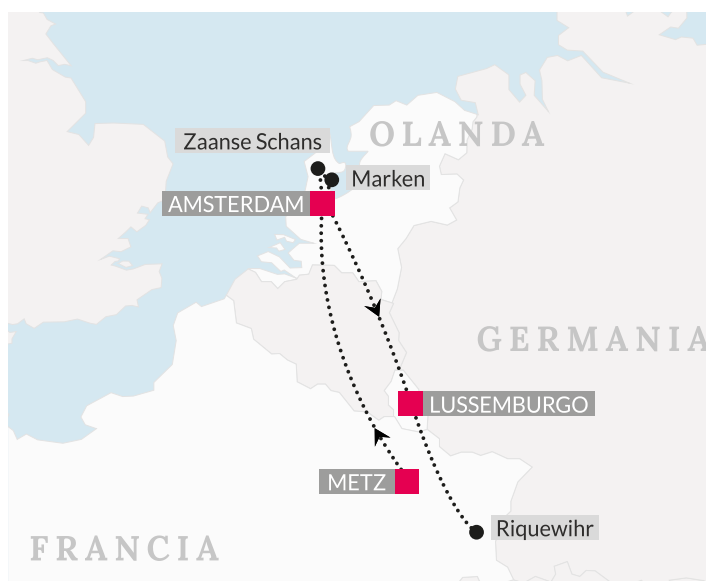 Zaanse Schans
OLANDA
Marken
AMSTERDAM
GERMANIA
LUSSEMBURGO
METZ
Riquewihr
FRANCIA